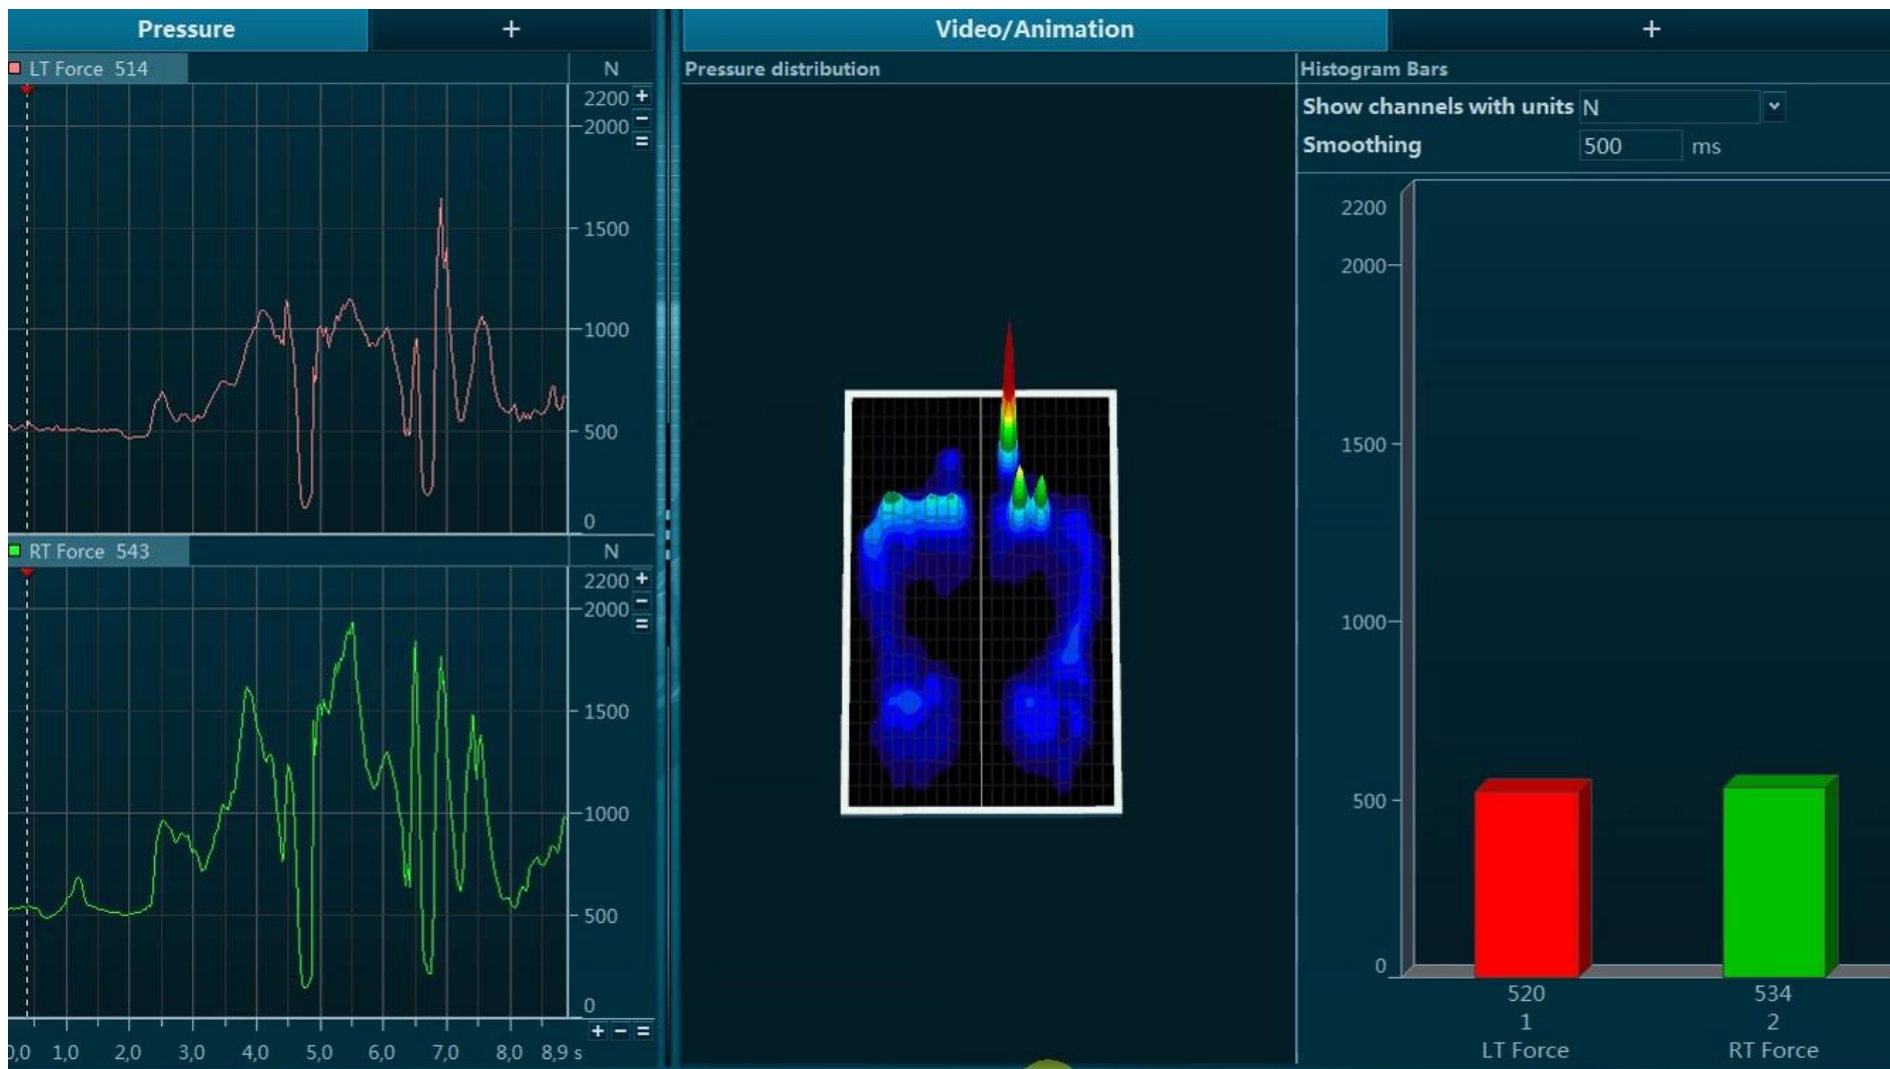 Pressure
+
Video/Animation
+
LT Force 514
N
2200
+
-
=
2000
1500
1000
500
0
RT Force 543
N
2200
+
-
=
2000
1500
1000
500
0
+ - =
0,0 1,0 2,0 3,0 4,0 5,0 6,0 7,0 8,0 8,9 s
Pressure distribution
Histogram Bars
Show channels with units N
Smoothing 500 ms
2200
2000
1500
1000
500
0
520 534
1 2
LT Force RT Force